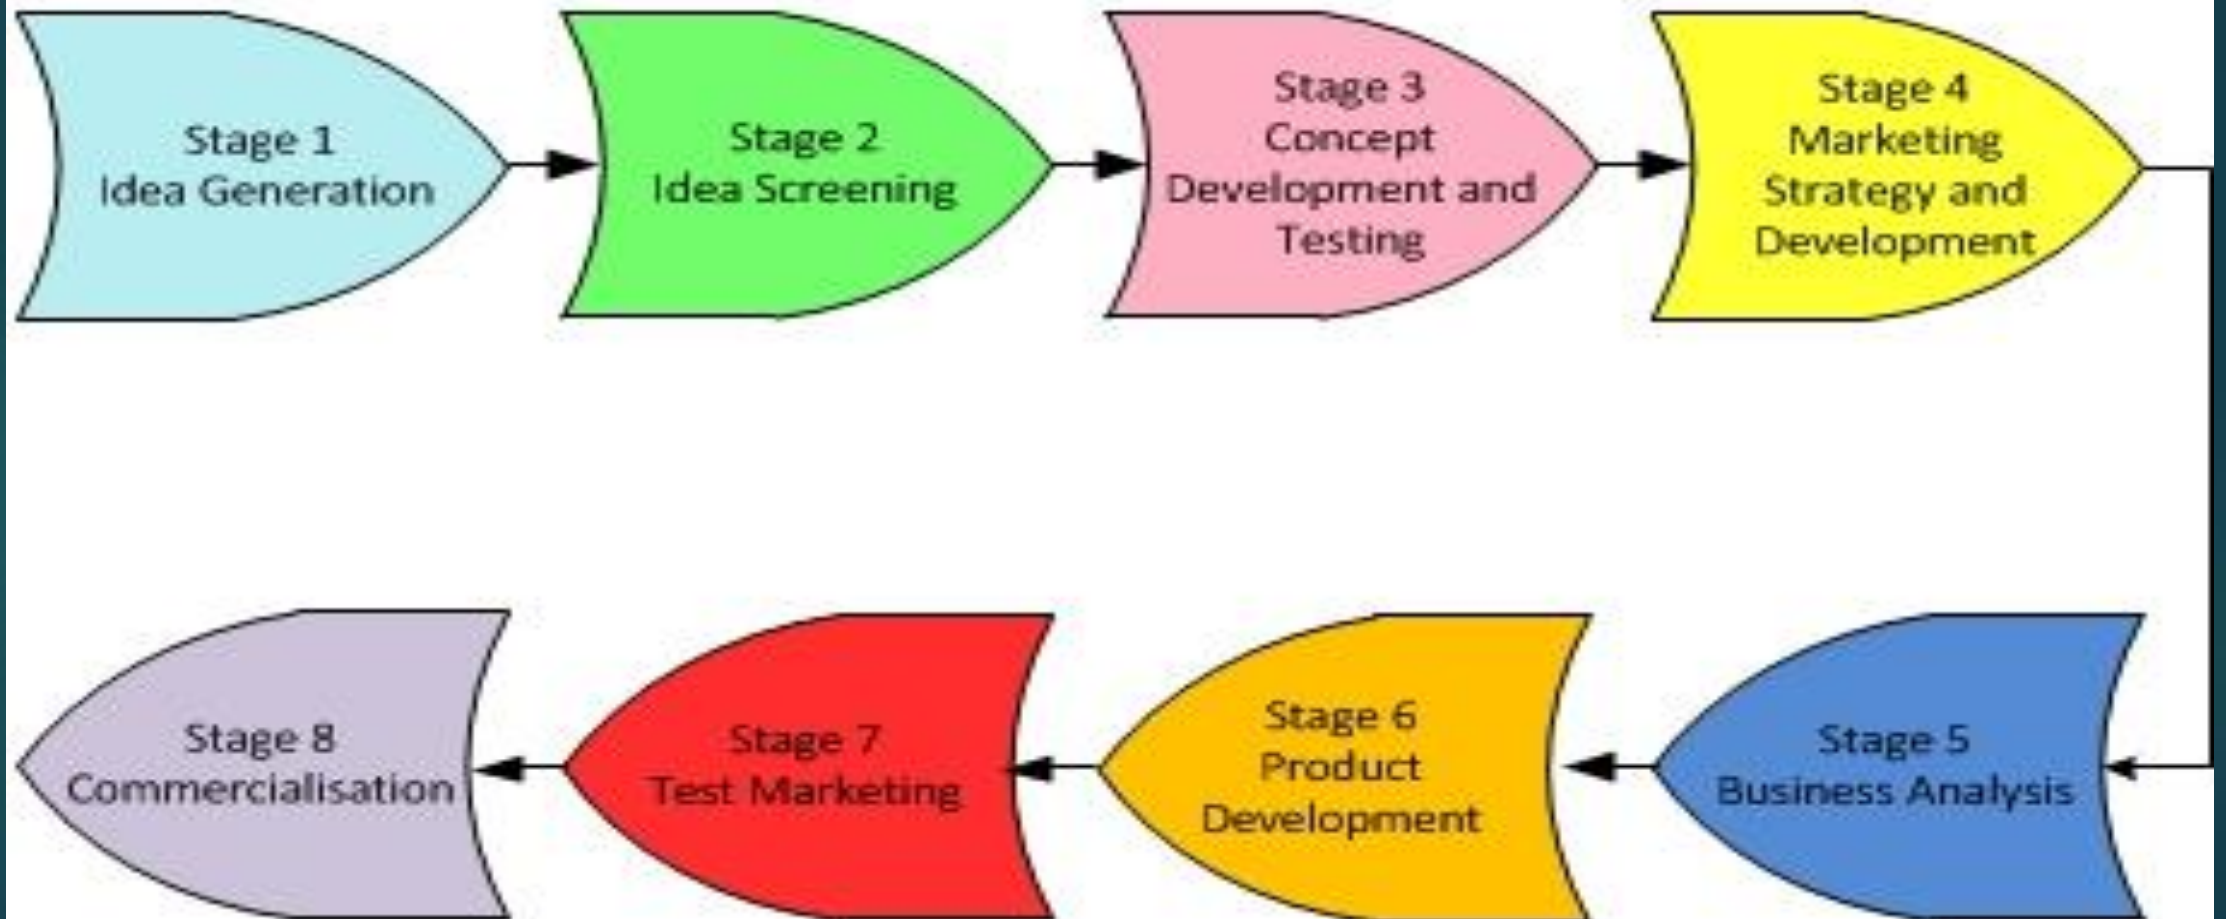 Stage 1
Idea Generation
Stage 2
Idea Screening
Stage 3
Concept
Development and
Testing
Stage 4
Marketing
Strategy and
Development
Stage 5
Business Analysis
Stage 6
Product
Development
Stage 7
Test Marketing
Stage 8
Commercialisation